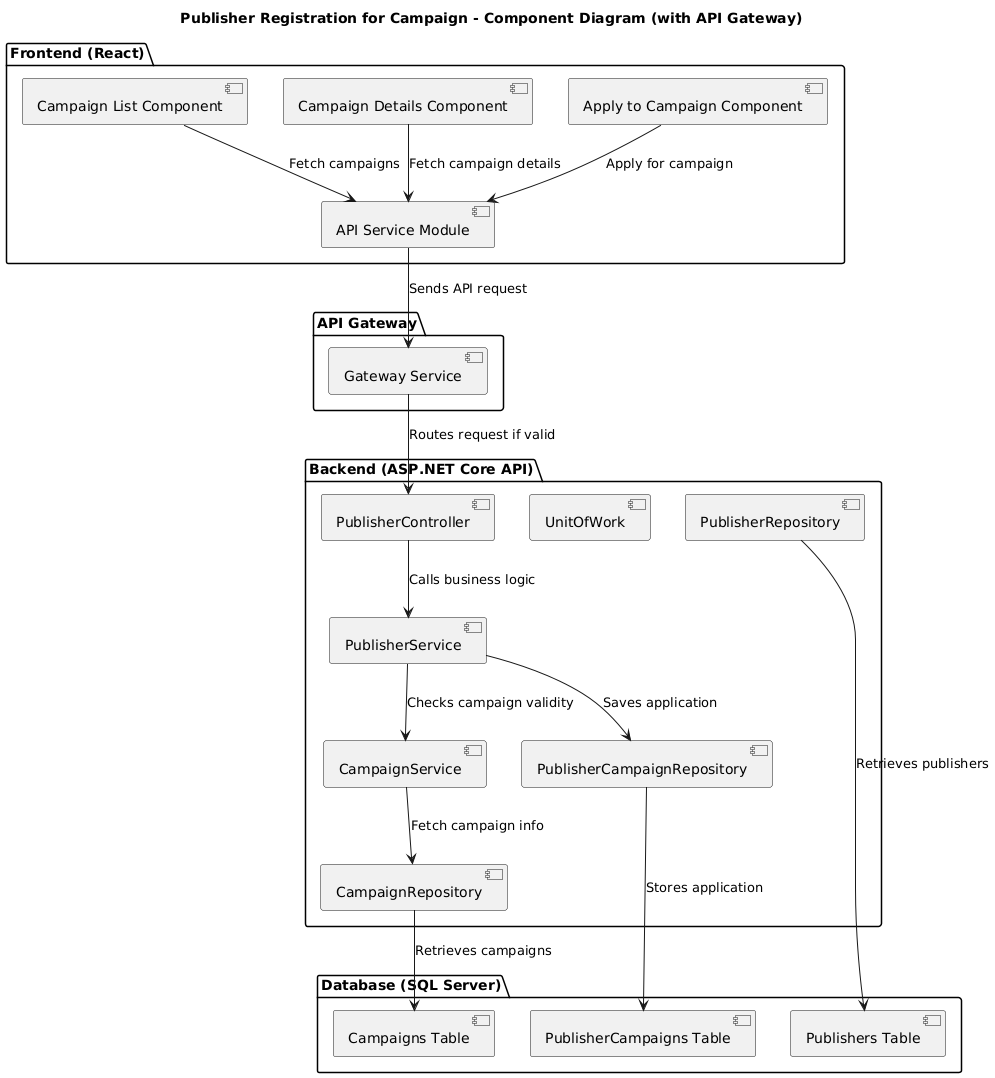 Publisher Registration for Campaign - Component Diagram (with API Gateway)
Frontend (React)
Campaign List Component
Campaign Details Component
Apply to Campaign Component
Fetch campaigns
Fetch campaign details
Apply for campaign
API Service Module
Sends API request
API Gateway
Gateway Service
Routes request if valid
Backend (ASP.NET Core API)
PublisherController
UnitOfWork
PublisherRepository
Calls business logic
PublisherService
Checks campaign validity
Saves application
CampaignService
PublisherCampaignRepository
Retrieves publishers
Fetch campaign info
CampaignRepository
Stores application
Retrieves campaigns
Database (SQL Server)
Campaigns Table
PublisherCampaigns Table
Publishers Table